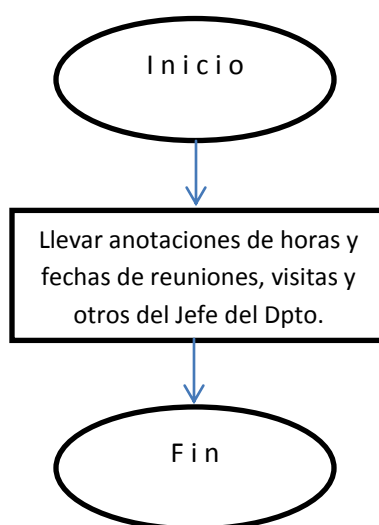 Inicio
Llevar anotaciones de horas y
fechas de reuniones, visitas y
otros del Jefe del Dpto.
Fin